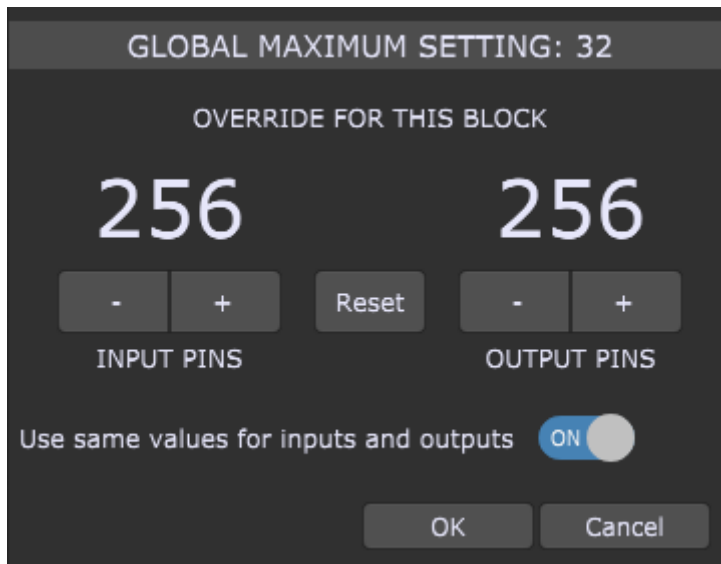 GLOBAL MAXIMUM SETTING: 32
OVERRIDE FOR THIS BLOCK
256 256
- + Reset - +
INPUT PINS OUTPUT PINS
Use same values for inputs and outputs ON
OK Cancel